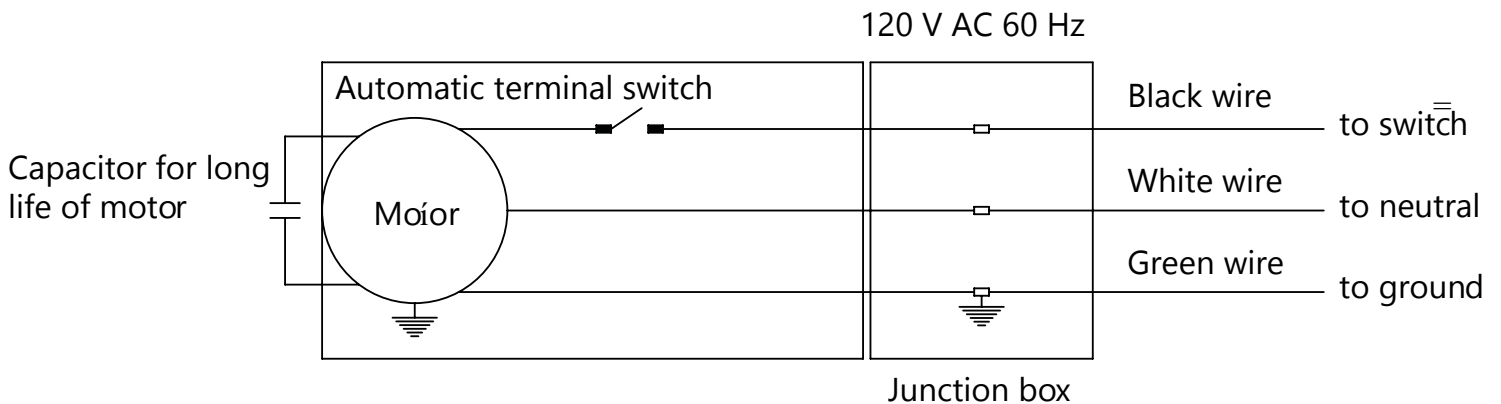 120 V AC 60 Hz
Automatic terminal switch
Black wire
to switch
Capacitor for long
life of motor
Moíor
White wire
to neutral
Green wire
to ground
Junction box